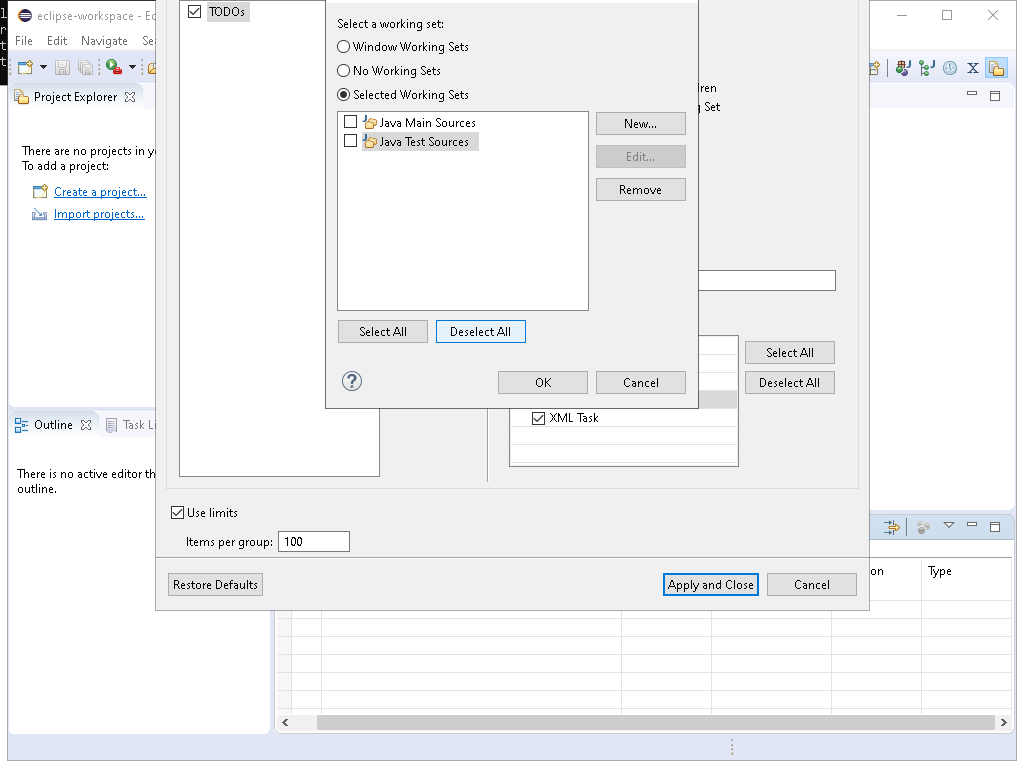 eclipse-workspace - Ec
File Edit Navigate Sea
Project Explorer
There are no projects in yo
To add a project:
Create a project...
Import projects...
Outline
Task Li
There is no active editor th
outline.
TODOs
Select a working set:
Window Working Sets
No Working Sets
Selected Working Sets
Java Main Sources
Java Test Sources
New...
Edit...
Remove
Select All
Deselect All
?
OK
Cancel
ren
Set
Select All
Deselect All
XML Task
Use limits
Items per group: 100
Restore Defaults
Apply and Close
Cancel
on
Type